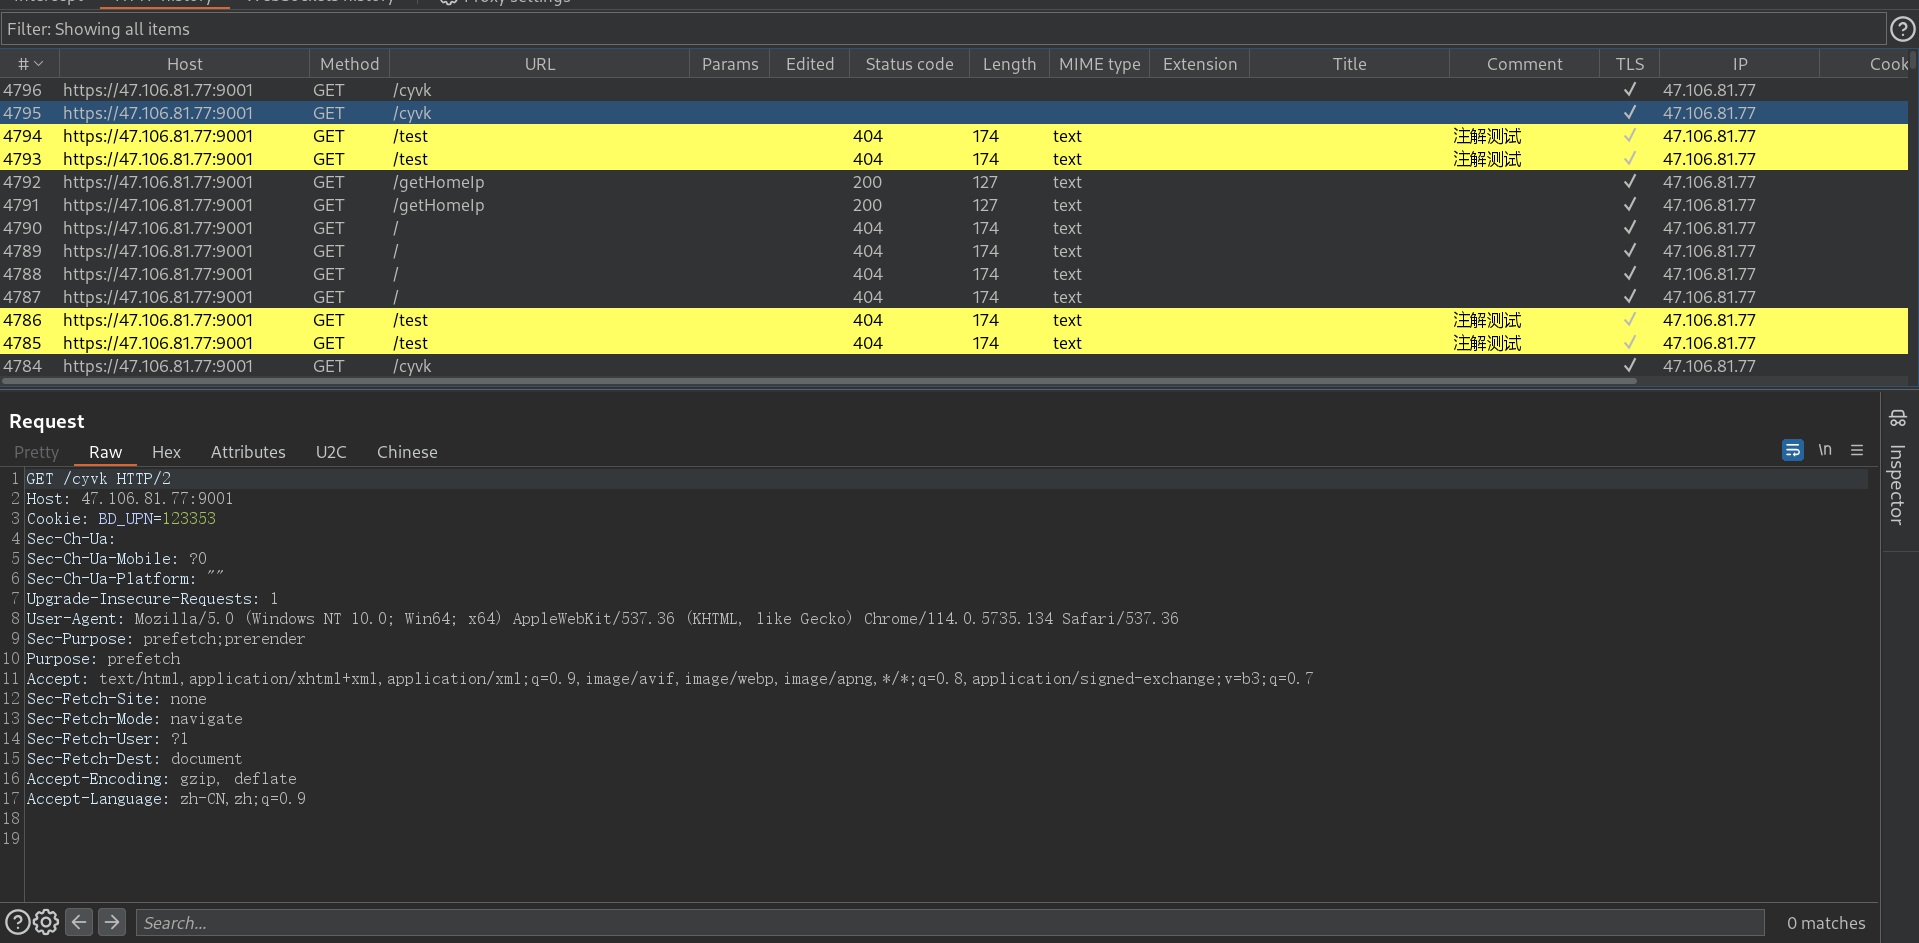 Intercept HTTP history WebSockets history Proxy settings
Filter: Showing all items
# Host Method URL Params Edited Status code Length MIME type Extension Title Comment TLS IP Cook
4796 https://47.106.81.77:9001 GET /cyvk ✓ 47.106.81.77
4795 https://47.106.81.77:9001 GET /cyvk ✓ 47.106.81.77
4794 https://47.106.81.77:9001 GET /test 404 174 text 注解测试 ✓ 47.106.81.77
4793 https://47.106.81.77:9001 GET /test 404 174 text 注解测试 ✓ 47.106.81.77
4792 https://47.106.81.77:9001 GET /getHomeIp 200 127 text ✓ 47.106.81.77
4791 https://47.106.81.77:9001 GET /getHomeIp 200 127 text ✓ 47.106.81.77
4790 https://47.106.81.77:9001 GET / 404 174 text ✓ 47.106.81.77
4789 https://47.106.81.77:9001 GET / 404 174 text ✓ 47.106.81.77
4788 https://47.106.81.77:9001 GET / 404 174 text ✓ 47.106.81.77
4787 https://47.106.81.77:9001 GET / 404 174 text ✓ 47.106.81.77
4786 https://47.106.81.77:9001 GET /test 404 174 text 注解测试 ✓ 47.106.81.77
4785 https://47.106.81.77:9001 GET /test 404 174 text 注解测试 ✓ 47.106.81.77
4784 https://47.106.81.77:9001 GET /cyvk ✓ 47.106.81.77
Request
Pretty Raw Hex Attributes U2C Chinese \n
Inspector
1 GET /cyvk HTTP/2
2 Host: 47.106.81.77:9001
3 Cookie: BD_UPN=123353
4 Sec-Ch-Ua:
5 Sec-Ch-Ua-Mobile: ?0
6 Sec-Ch-Ua-Platform: ""
7 Upgrade-Insecure-Requests: 1
8 User-Agent: Mozilla/5.0 (Windows NT 10.0; Win64; x64) AppleWebKit/537.36 (KHTML, like Gecko) Chrome/114.0.5735.134 Safari/537.36
9 Sec-Purpose: prefetch;prerender
10 Purpose: prefetch
11 Accept: text/html,application/xhtml+xml,application/xml;q=0.9,image/avif,image/webp,image/apng,*/*;q=0.8,application/signed-exchange;v=b3;q=0.7
12 Sec-Fetch-Site: none
13 Sec-Fetch-Mode: navigate
14 Sec-Fetch-User: ?1
15 Sec-Fetch-Dest: document
16 Accept-Encoding: gzip, deflate
17 Accept-Language: zh-CN,zh;q=0.9
18
19
Search... 0 matches